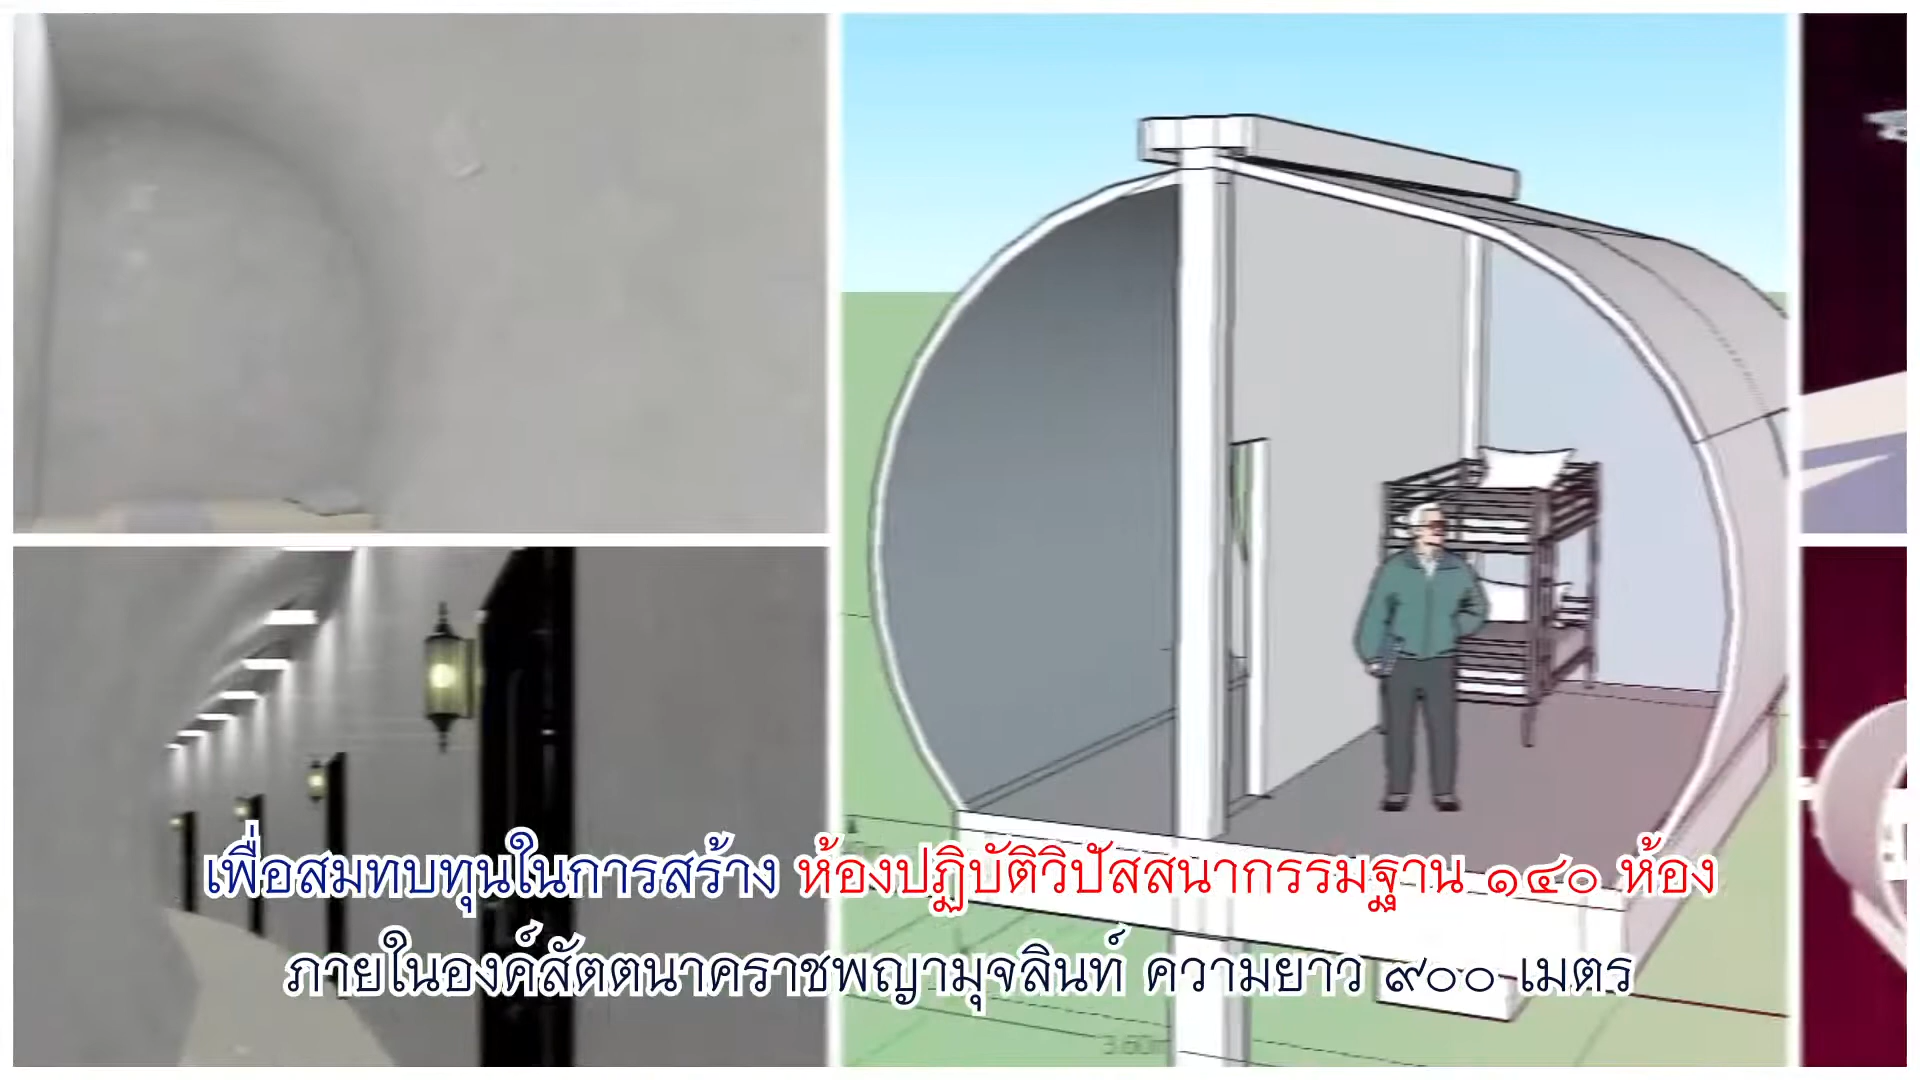 เพื่อสมทบทุนในการสร้าง ห้องปฏิบัติวิปัสสนากรรมฐาน ๑๔๐ ห้อง
ภายในองค์สัตตนาคราชพญามุจลินท์ ความยาว ๙๐๐ เมตร
3.60m